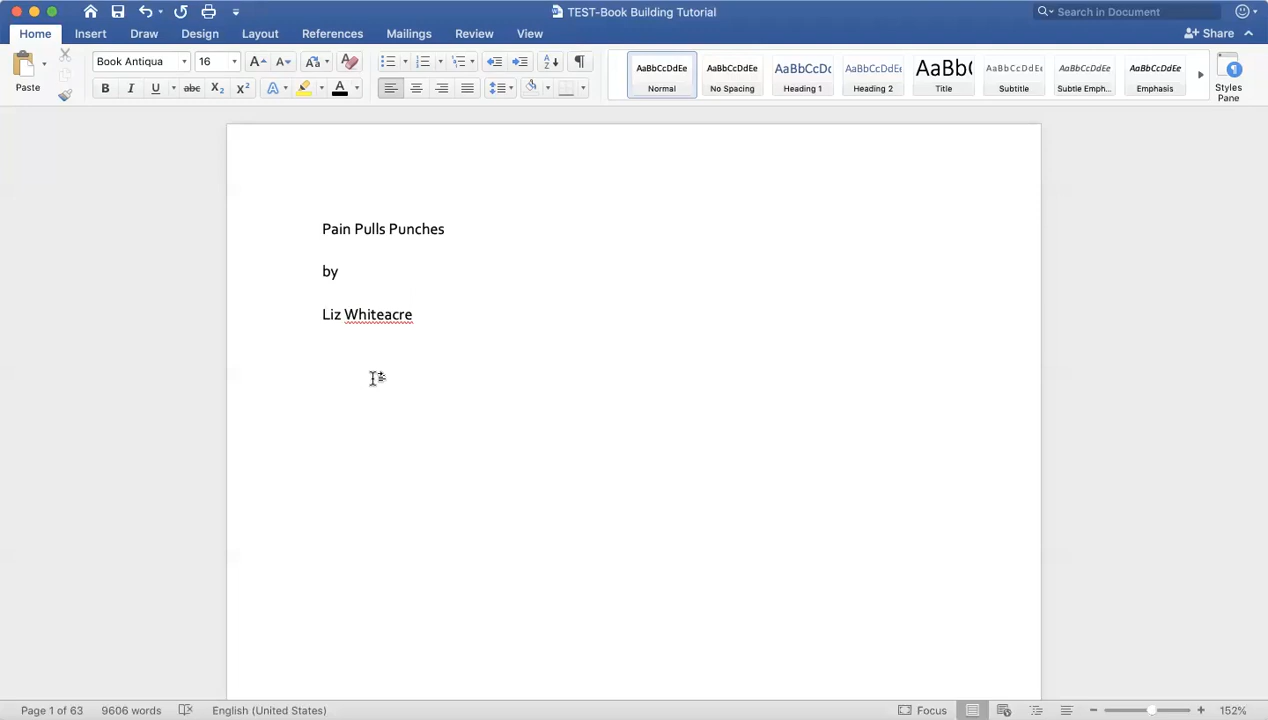 TEST-Book Building Tutorial
Search in Document
Home Insert Draw Design Layout References Mailings Review View Share
Paste
Book Antiqua 16
AaBbCcDdEe Normal
AaBbCcDdEe No Spacing
AaBbCcDc Heading 1
AaBbCcDdEe Heading 2
AaBb( Title
AaBbCcDdEe Subtitle
AaBbCcDdEe Subtle Emph...
AaBbCcDdEe Emphasis
Styles Pane
Pain Pulls Punches
by
Liz Whiteacre
Page 1 of 63 9606 words English (United States) Focus 152%